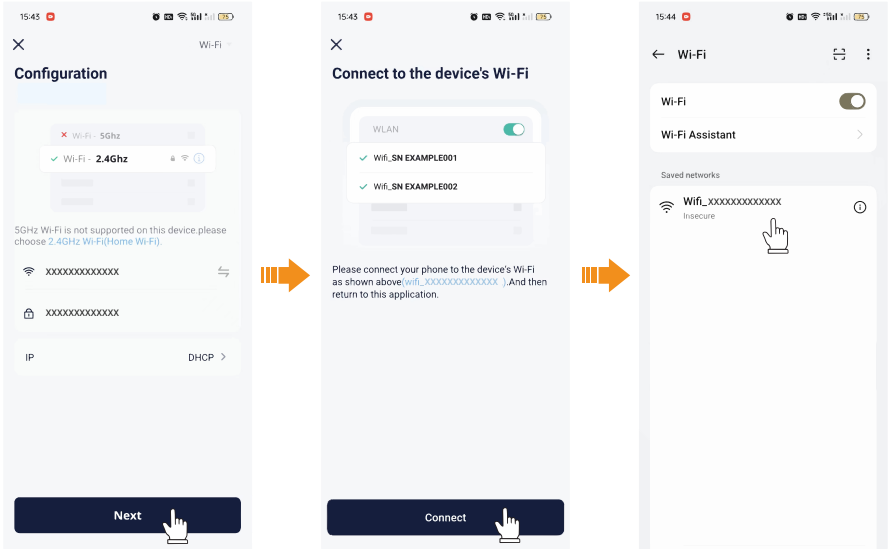 15:43
75
Wi-Fi
Configuration
Wi-Fi - 5Ghz
Wi-Fi - 2.4Ghz
5GHz Wi-Fi is not supported on this device.please
choose 2.4GHz Wi-Fi(Home Wi-Fi).
XXXXXXXXXXXXX
XXXXXXXXXXXXX
IP DHCP
Next
15:43
75
Connect to the device's Wi-Fi
WLAN
Wifi_SN EXAMPLE001
Wifi_SN EXAMPLE002
Please connect your phone to the device's Wi-Fi
as shown above(wifi_XXXXXXXXXXXXX ).And then
return to this application.
Connect
15:44
75
Wi-Fi
Wi-Fi
Wi-Fi Assistant
Saved networks
Wifi_XXXXXXXXXXXXX
Insecure